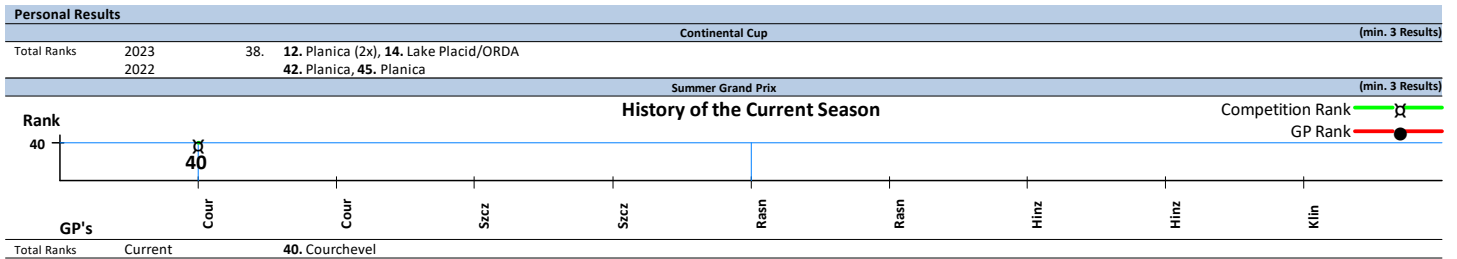 Personal Results
Continental Cup (min. 3 Results)
Total Ranks 2023 38. 12. Planica (2x), 14. Lake Placid/ORDA
2022 42. Planica, 45. Planica
Summer Grand Prix (min. 3 Results)
History of the Current Season
Competition Rank
GP Rank
Rank
40
40
GP's Cour Cour Szcz Szcz Rasn Rasn Hinz Hinz Klin
Total Ranks Current 40. Courchevel